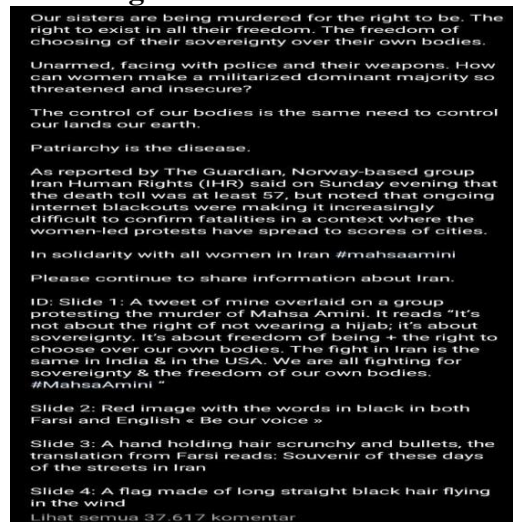 Our sisters are being murdered for the right to be. The
right to exist in all their freedom. The freedom of
choosing of their sovereignty over their own bodies.
Unarmed, facing with police and their weapons. How
can women make a militarized dominant majority so
threatened and insecure?
The control of our bodies is the same need to control
our lands our earth.
Patriarchy is the disease.
As reported by The Guardian, Norway-based group
Iran Human Rights (IHR) said on Sunday evening that
the death toll was at least 57, but noted that ongoing
internet blackouts were making it increasingly
difficult to confirm fatalities in a context where the
women-led protests have spread to scores of cities.
In solidarity with all women in Iran #mahsaamini
Please continue to share information about Iran.
ID: Slide 1: A tweet of mine overlaid on a group
protesting the murder of Mahsa Amini. It reads “It’s
not about the right of not wearing a hijab; it’s about
sovereignty. It’s about freedom of being + the right to
choose over our own bodies. The fight in Iran is the
same in India & in the USA. We are all fighting for
sovereignty & the freedom of our own bodies.
#MahsaAmini “
Slide 2: Red image with the words in black in both
Farsi and English « Be our voice »
Slide 3: A hand holding hair scrunchy and bullets, the
translation from Farsi reads: Souvenir of these days
of the streets in Iran
Slide 4: A flag made of long straight black hair flying
in the wind
Lihat semua 37.617 komentar